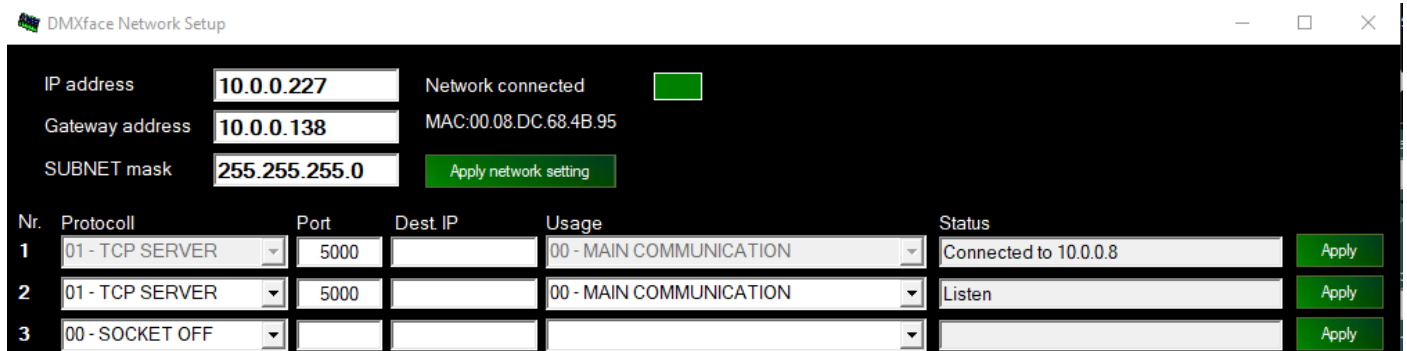 DMXface Network Setup
IP address 10.0.0.227 Network connected
Gateway address 10.0.0.138 MAC:00.08.DC.68.4B.95
SUBNET mask 255.255.255.0 Apply network setting
Nr. Protocoll Port Dest. IP Usage Status
1 01 - TCP SERVER 5000 00 - MAIN COMMUNICATION Connected to 10.0.0.8 Apply
2 01 - TCP SERVER 5000 00 - MAIN COMMUNICATION Listen Apply
3 00 - SOCKET OFF Apply